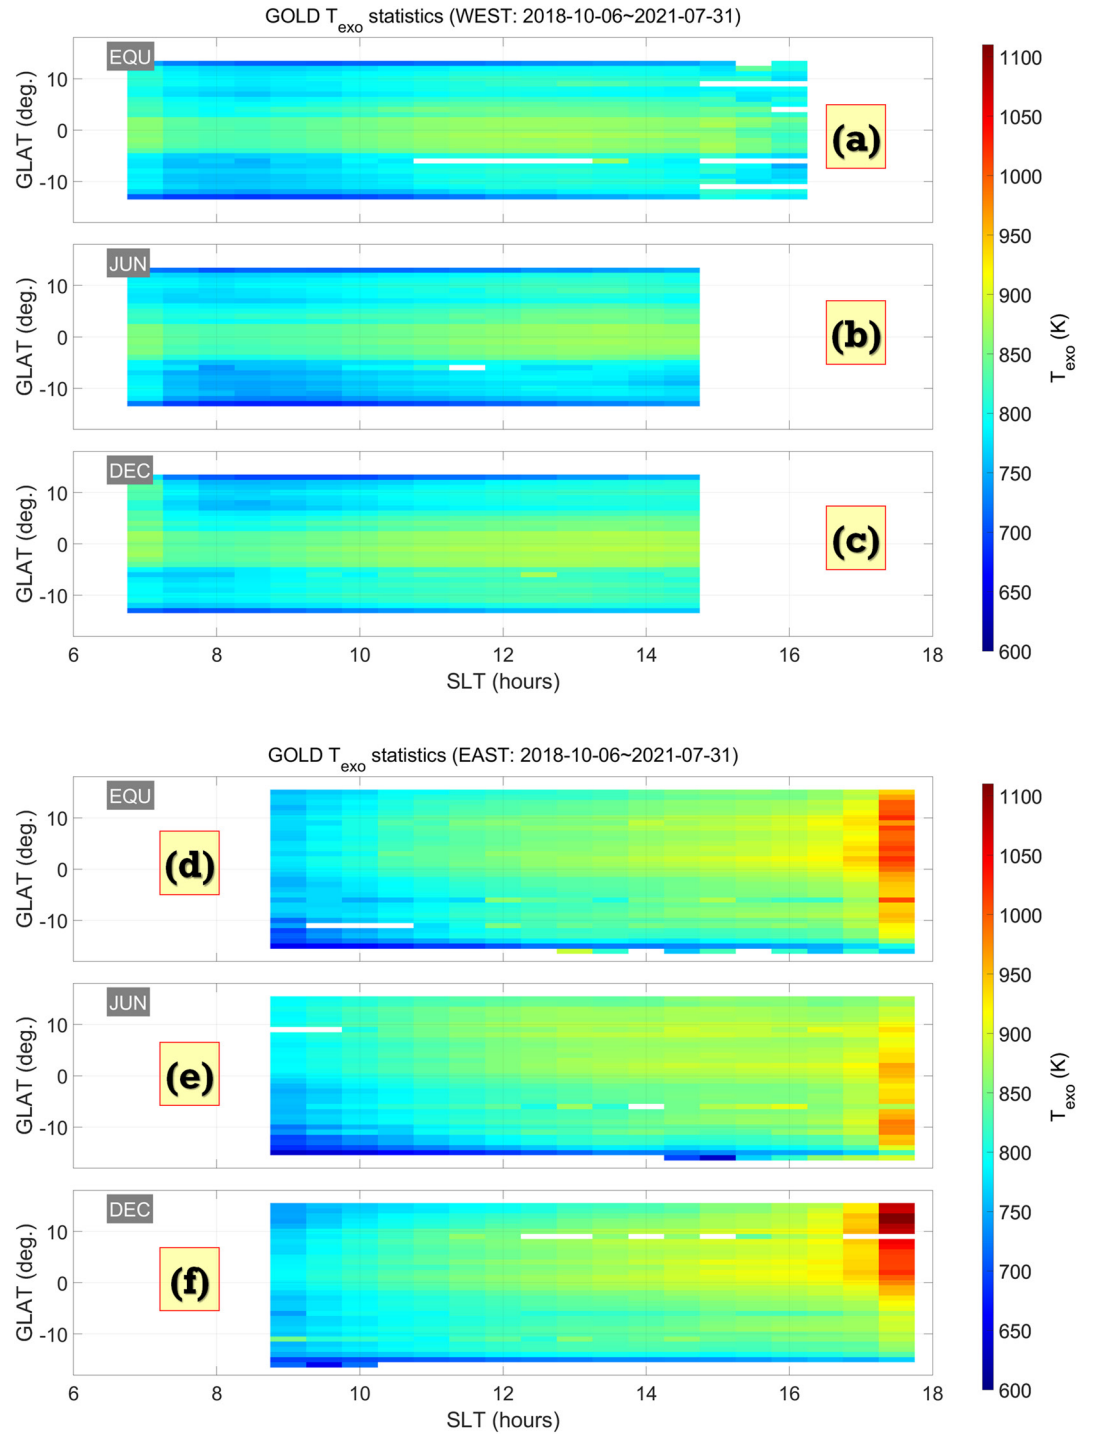 GOLD Texo statistics (WEST: 2018-10-06~2021-07-31)
EQU
GLAT (deg.)
10
0
-10
(a)
JUN
GLAT (deg.)
10
0
-10
(b)
DEC
GLAT (deg.)
10
0
-10
(c)
6 8 10 12 14 16 18
SLT (hours)
1100
1050
1000
950
900
850
800
750
700
650
600
Texo (K)
GOLD Texo statistics (EAST: 2018-10-06~2021-07-31)
EQU
GLAT (deg.)
10
0
-10
(d)
JUN
GLAT (deg.)
10
0
-10
(e)
DEC
GLAT (deg.)
10
0
-10
(f)
6 8 10 12 14 16 18
SLT (hours)
1100
1050
1000
950
900
850
800
750
700
650
600
Texo (K)